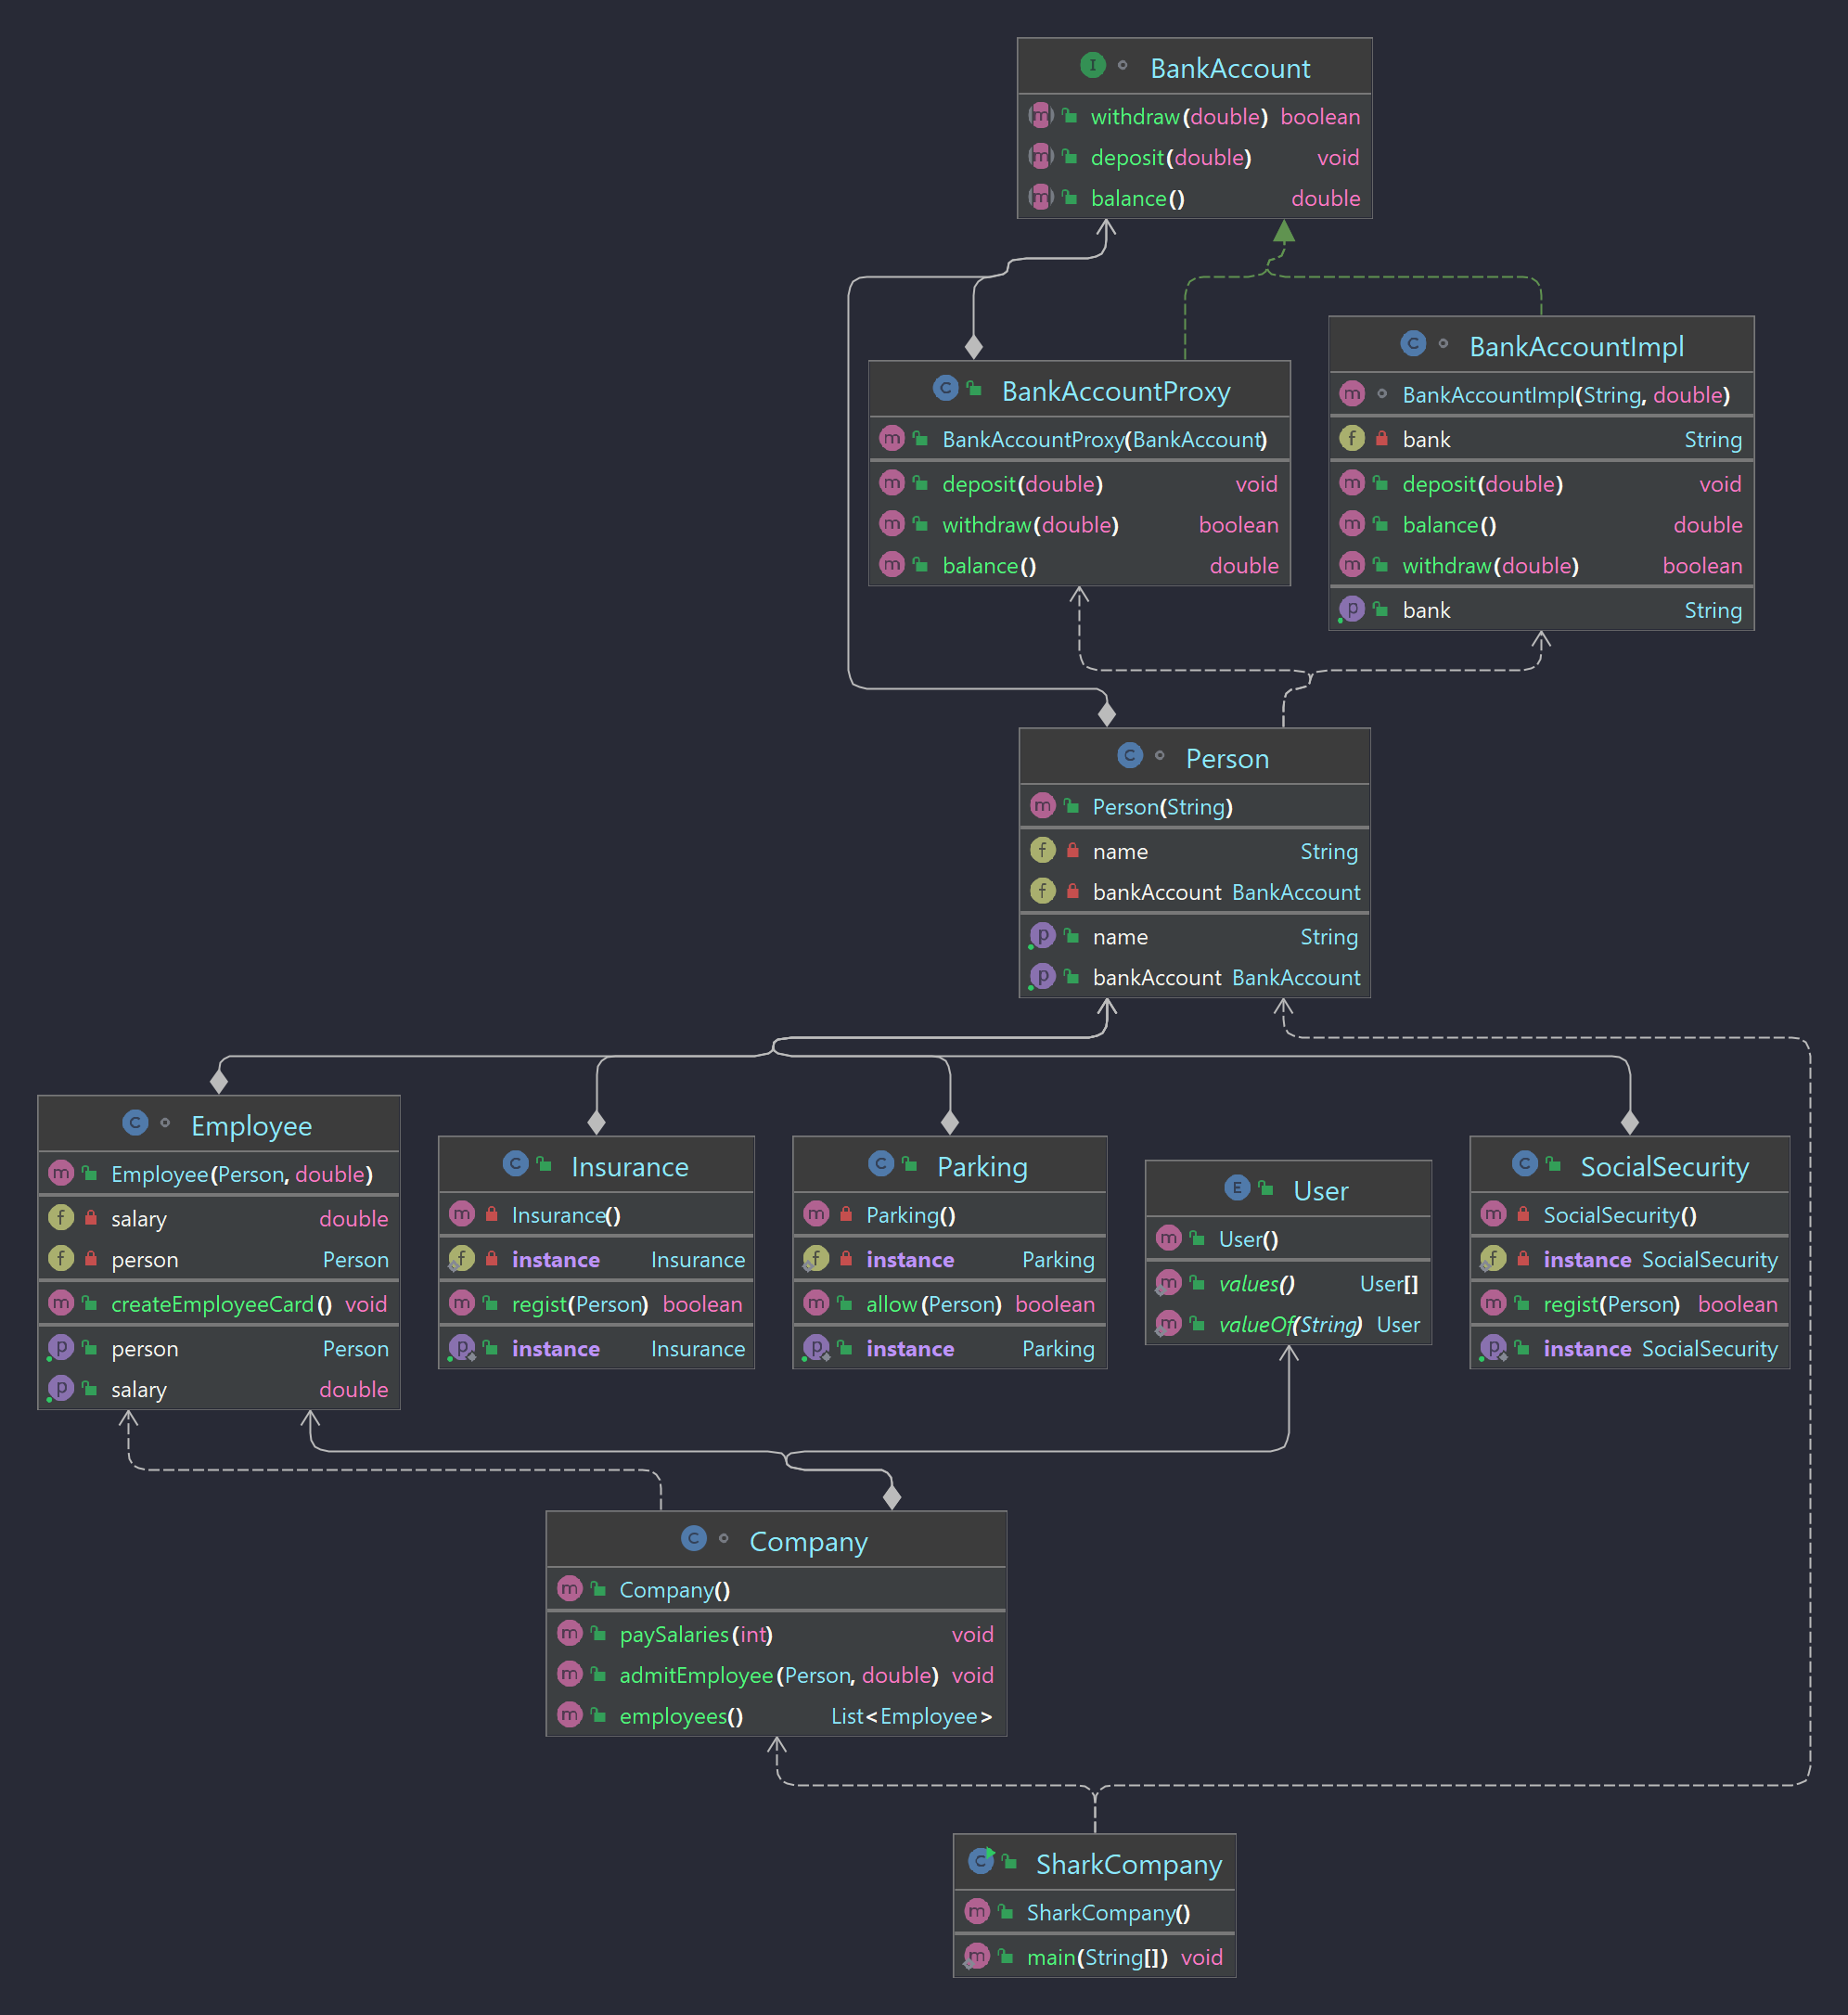 BankAccount
withdraw(double) boolean
deposit(double) void
balance() double
BankAccountProxy
BankAccountProxy(BankAccount)
deposit(double) void
withdraw(double) boolean
balance() double
BankAccountImpl
BankAccountImpl(String, double)
bank String
deposit(double) void
balance() double
withdraw(double) boolean
bank String
Person
Person(String)
name String
bankAccount BankAccount
name String
bankAccount BankAccount
Employee
Employee(Person, double)
salary double
person Person
createEmployeeCard() void
person Person
salary double
Insurance
Insurance()
instance Insurance
regist(Person) boolean
instance Insurance
Parking
Parking()
instance Parking
allow(Person) boolean
instance Parking
User
User()
values() User[]
valueOf(String) User
SocialSecurity
SocialSecurity()
instance SocialSecurity
regist(Person) boolean
instance SocialSecurity
Company
Company()
paySalaries(int) void
admitEmployee(Person, double) void
employees() List<Employee>
SharkCompany
SharkCompany()
main(String[]) void